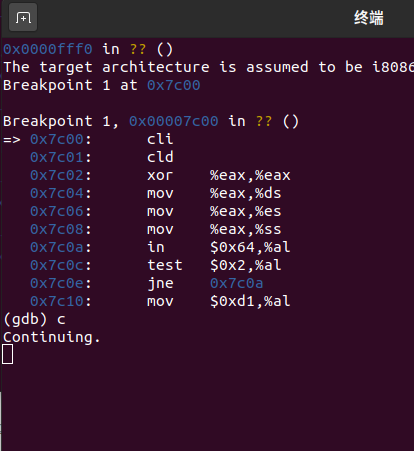 终端
0x0000fff0 in ?? ()
The target architecture is assumed to be i8086
Breakpoint 1 at 0x7c00
Breakpoint 1, 0x00007c00 in ?? ()
=> 0x7c00:      cli
   0x7c01:      cld
   0x7c02:      xor    %eax,%eax
   0x7c04:      mov    %eax,%ds
   0x7c06:      mov    %eax,%es
   0x7c08:      mov    %eax,%ss
   0x7c0a:      in     $0x64,%al
   0x7c0c:      test   $0x2,%al
   0x7c0e:      jne    0x7c0a
   0x7c10:      mov    $0xd1,%al
(gdb) c
Continuing.